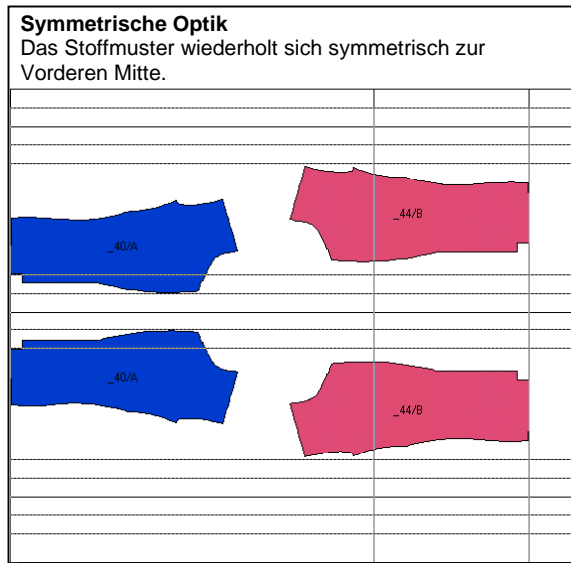 Symmetrische Optik
Das Stoffmuster wiederholt sich symmetrisch zur
Vorderen Mitte.
_44/B
_40/A
_40/A
_44/B